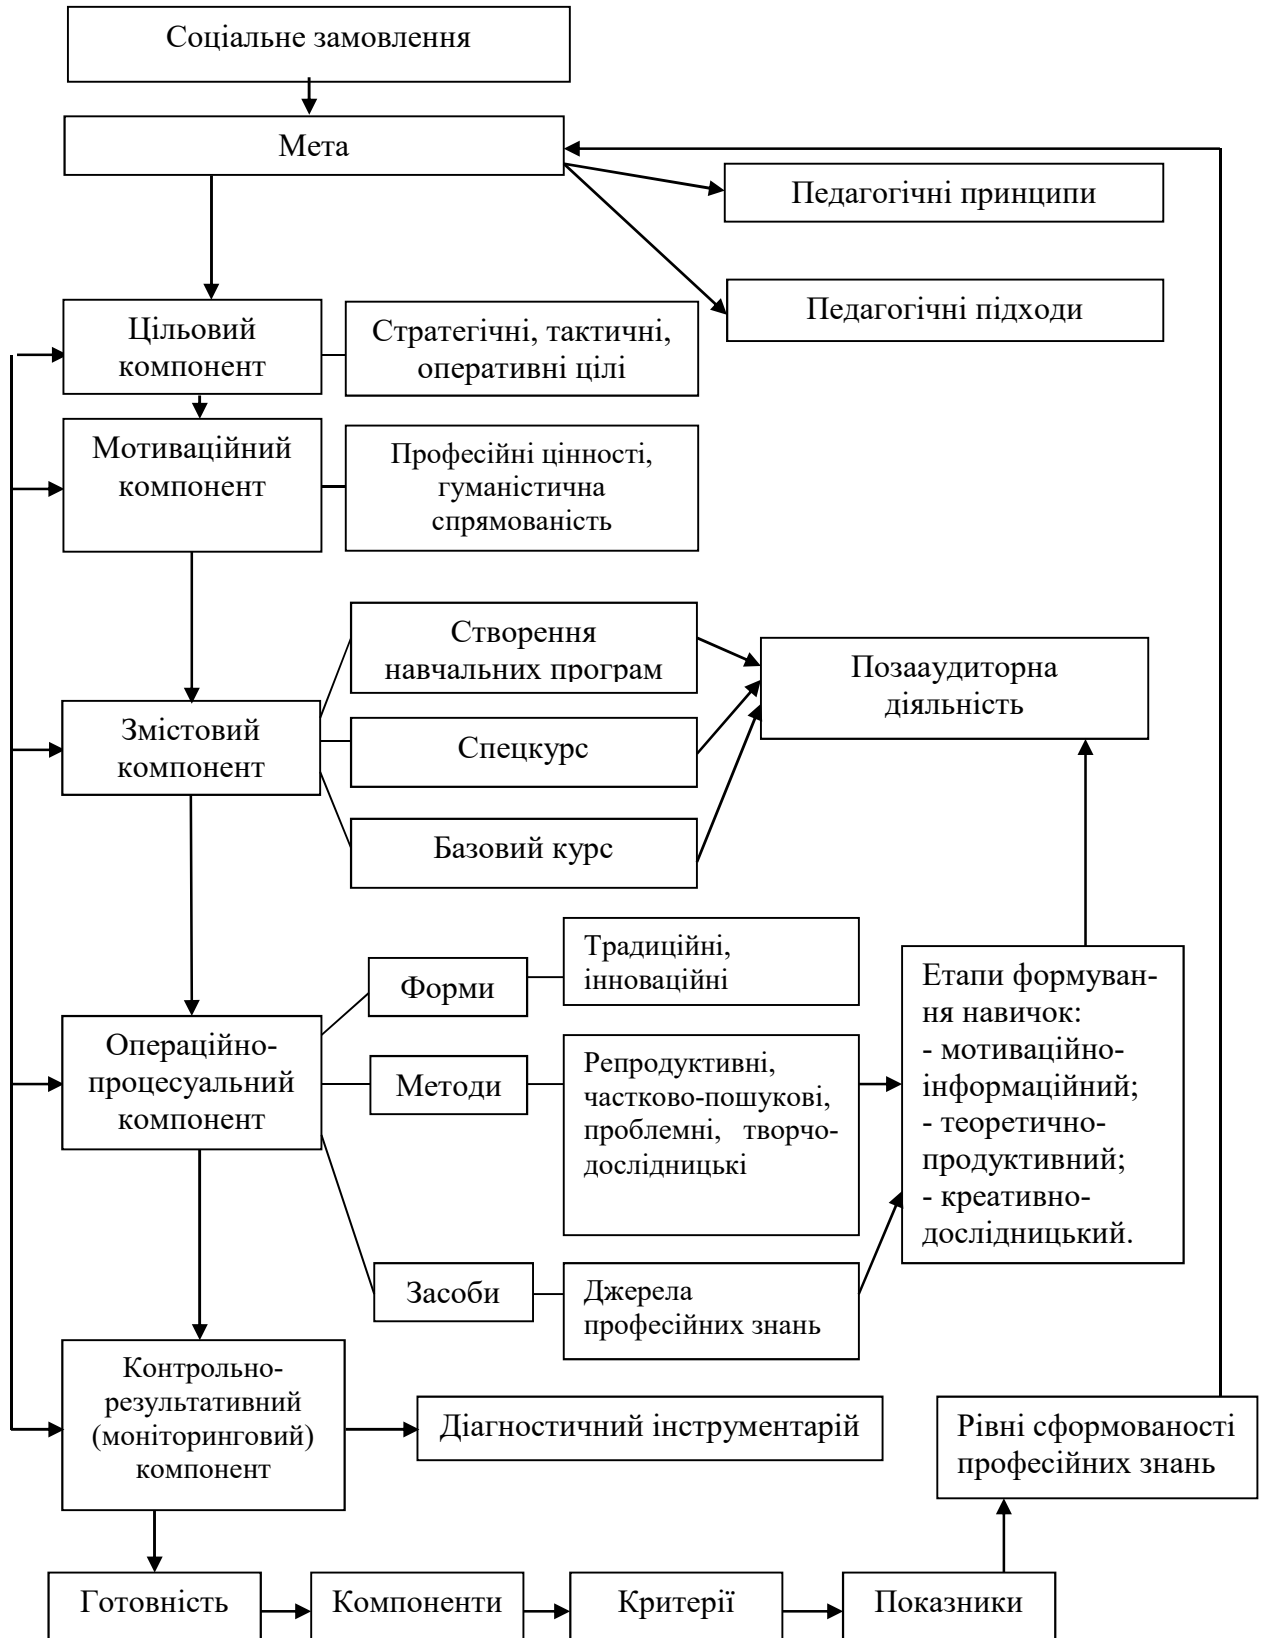 Соціальне замовлення
Мета
Педагогічні принципи
Педагогічні підходи
Цільовий
компонент
Стратегічні, тактичні,
оперативні цілі
Мотиваційний
компонент
Професійні цінності,
гуманістична
спрямованість
Створення
навчальних програм
Позааудиторна
діяльність
Змістовий
компонент
Спецкурс
Базовий курс
Форми
Традиційні,
інноваційні
Операційно-
процесуальний
компонент
Методи
Репродуктивні,
частково-пошукові,
проблемні, творчо-
дослідницькі
Етапи формуван-
ня навичок:
- мотиваційно-
інформаційний;
- теоретично-
продуктивний;
- креативно-
дослідницький.
Засоби
Джерела
професійних знань
Контрольно-
результативний
(моніторинговий)
компонент
Діагностичний інструментарій
Рівні сформованості
професійних знань
Готовність
Компоненти
Критерії
Показники